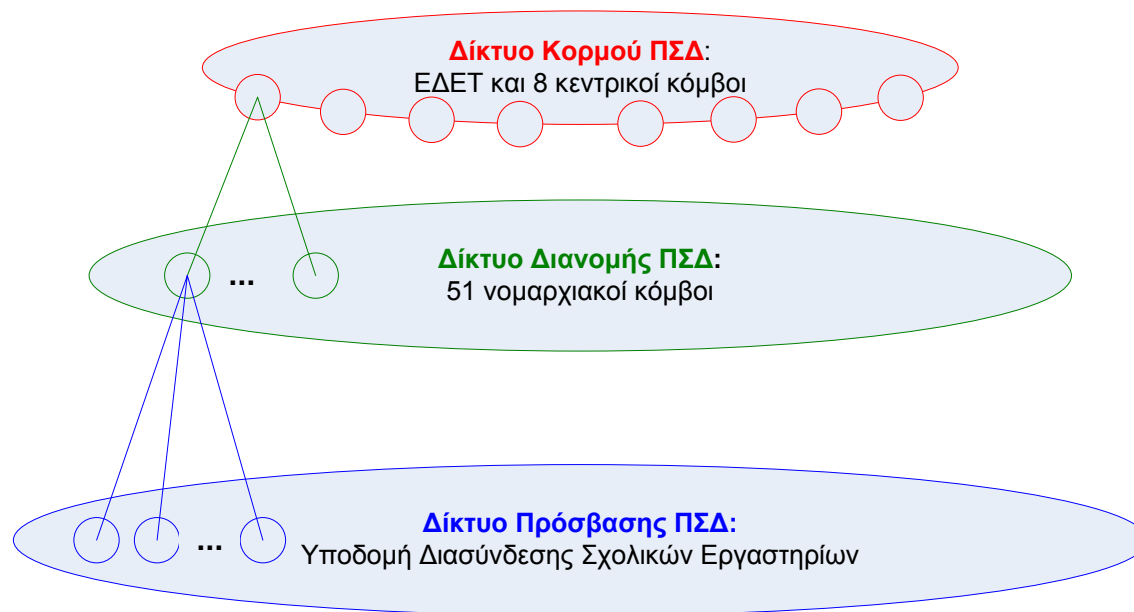 Δίκτυο Κορμού ΠΣΔ:
ΕΔΕΤ και 8 κεντρικοί κόμβοι
... Δίκτυο Διανομής ΠΣΔ:
51 νομαρχιακοί κόμβοι
Δίκτυο Πρόσβασης ΠΣΔ:
... Υποδομή Διασύνδεσης Σχολικών Εργαστηρίων